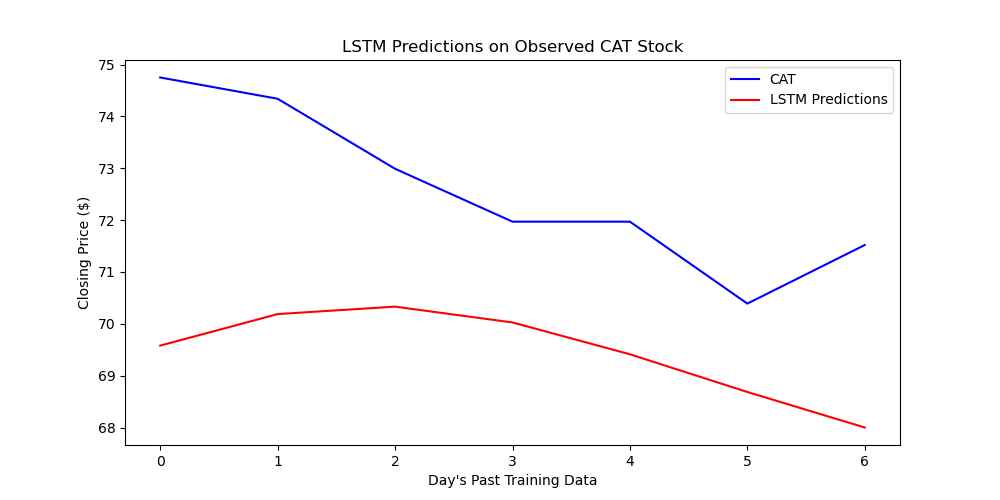 LSTM Predictions on Observed CAT Stock
CAT
LSTM Predictions
Closing Price ($)
75
74
73
72
71
70
69
68
0 1 2 3 4 5 6
Day's Past Training Data